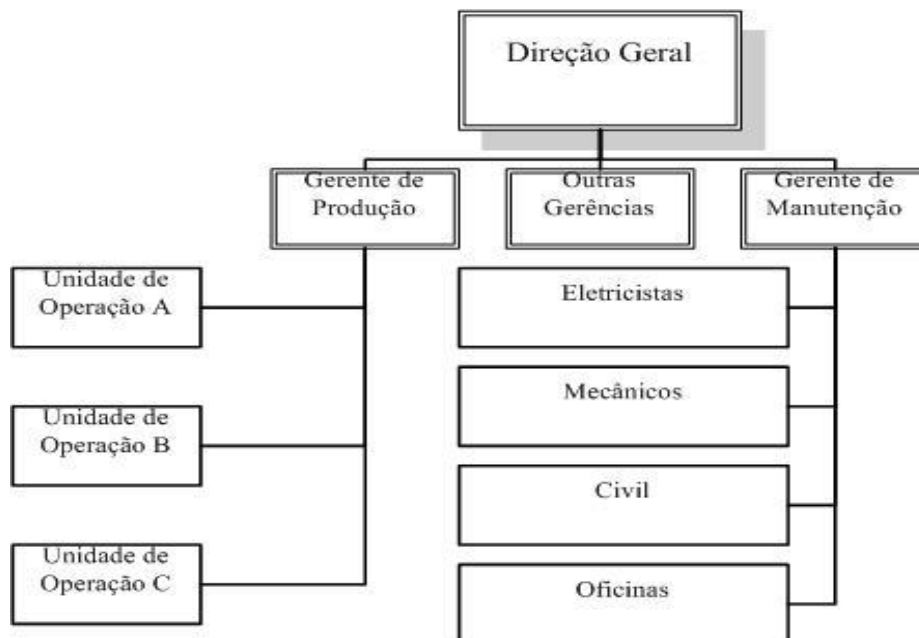 Direção Geral
Gerente de
Produção
Outras
Gerências
Gerente de
Manutenção
Unidade de
Operação A
Unidade de
Operação B
Unidade de
Operação C
Eletricistas
Mecânicos
Civil
Oficinas